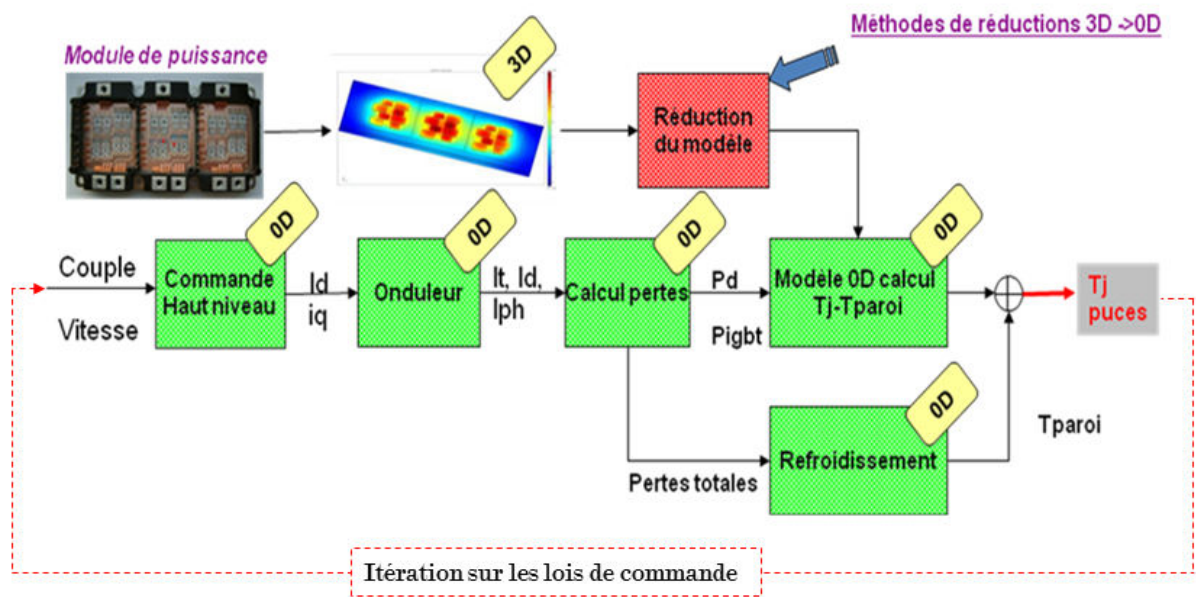 Méthodes de réductions 3D ->0D
Module de puissance
3D
Réduction
du modèle
0D
0D
0D
0D
Couple
Vitesse
Commande
Haut niveau
Id
iq
Onduleur
It, Id,
Iph
Calcul pertes
Pd
Pigbt
Modèle 0D calcul
Tj-Tparoi
Tj
puces
0D
Tparoi
Refroidissement
Pertes totales
Itération sur les lois de commande